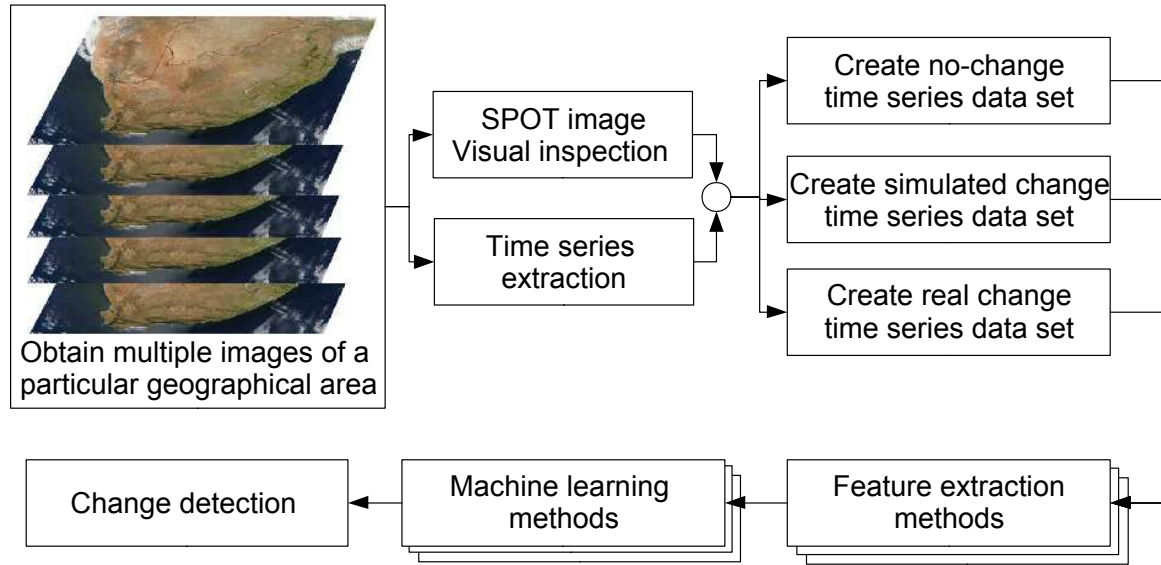 Obtain multiple images of a
particular geographical area
SPOT image
Visual inspection
Time series
extraction
Create no-change
time series data set
Create simulated change
time series data set
Create real change
time series data set
Feature extraction
methods
Machine learning
methods
Change detection